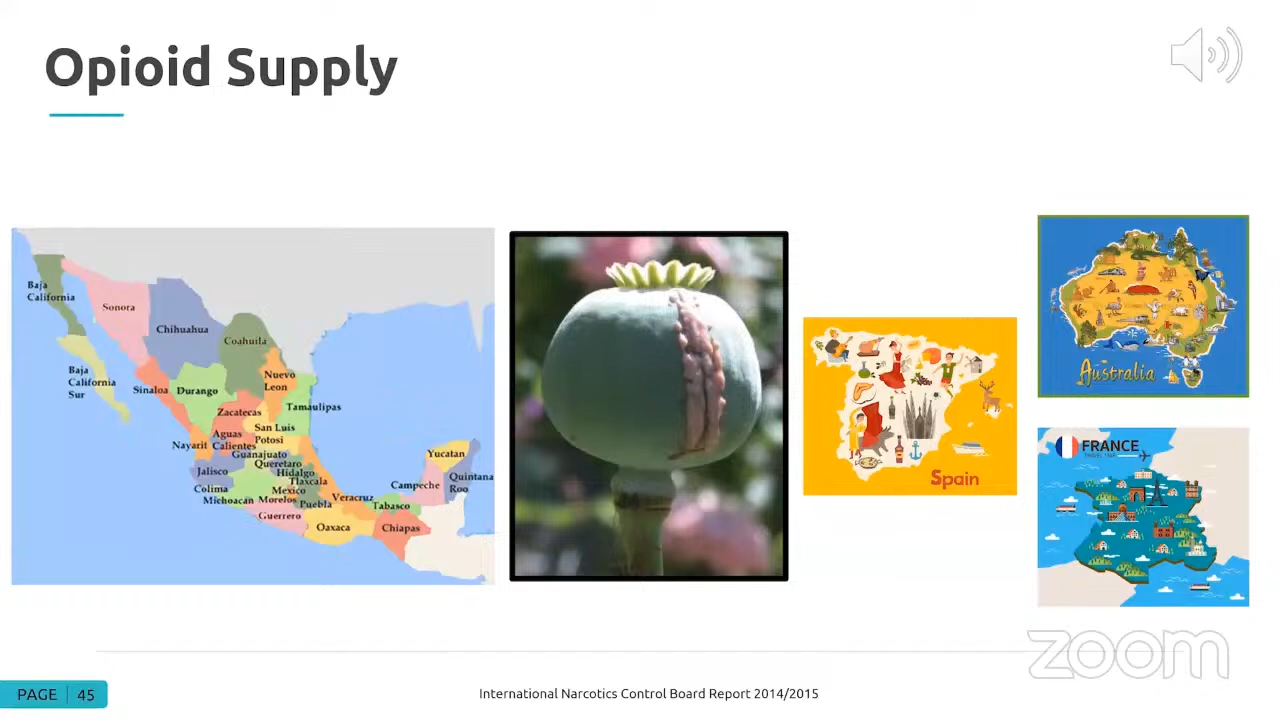 Opioid Supply
Baja
California
Sonora
Chihuahua
Coahuila
Baja
California
Sur
Sinaloa
Durango
Nuevo
Leon
Zacatecas
Tamaulipas
San Luis
Potosi
Nayarit
Aguas
Calientes
Guanajuato
Queretaro
Hidalgo
Tlaxcala
Jalisco
Colima
Michoacan
Mexico
Morelos
Puebla
Guerrero
Veracruz
Oaxaca
Tabasco
Chiapas
Campeche
Yucatan
Quintana
Roo
Spain
Australia
FRANCE
TRAVEL MAP
zoom
PAGE 45
International Narcotics Control Board Report 2014/2015